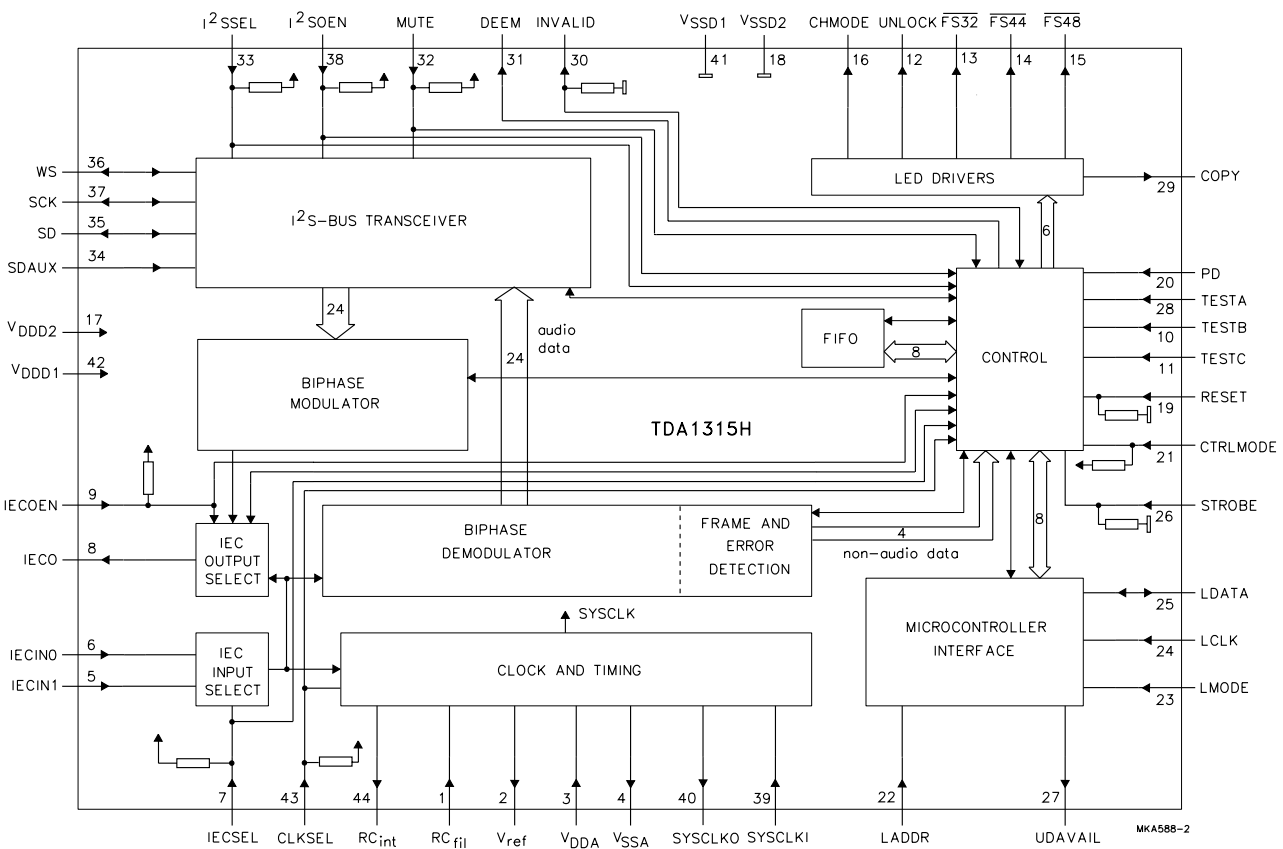 I²SSEL I²SOEN MUTE DEEM INVALID VSSD1 VSSD2 CHMODE UNLOCK FS32 FS44 FS48
33 38 32 31 30 41 18 16 12 13 14 15
WS 36
SCK 37
SD 35
SDAUX 34
VDDD2 17
VDDD1 42
I²S-BUS TRANSCEIVER
LED DRIVERS
29 COPY
6
24
24
audio
data
FIFO
8
CONTROL
20 PD
28 TESTA
10 TESTB
11 TESTC
19 RESET
21 CTRLMODE
26 STROBE
BIPHASE
MODULATOR
TDA1315H
IECOEN 9
IECO 8
IEC
OUTPUT
SELECT
BIPHASE
DEMODULATOR
FRAME AND
ERROR
DETECTION
4
non-audio data
8
SYSCLK
IECIN0 6
IECIN1 5
IEC
INPUT
SELECT
CLOCK AND TIMING
MICROCONTROLLER
INTERFACE
25 LDATA
24 LCLK
23 LMODE
7 43 44 1 2 3 4 40 39 22 27
IECSEL CLKSEL RCint RCfil Vref VDDA VSSA SYSCLKO SYSCLKI LADDR UDAVAIL
MKA588-2